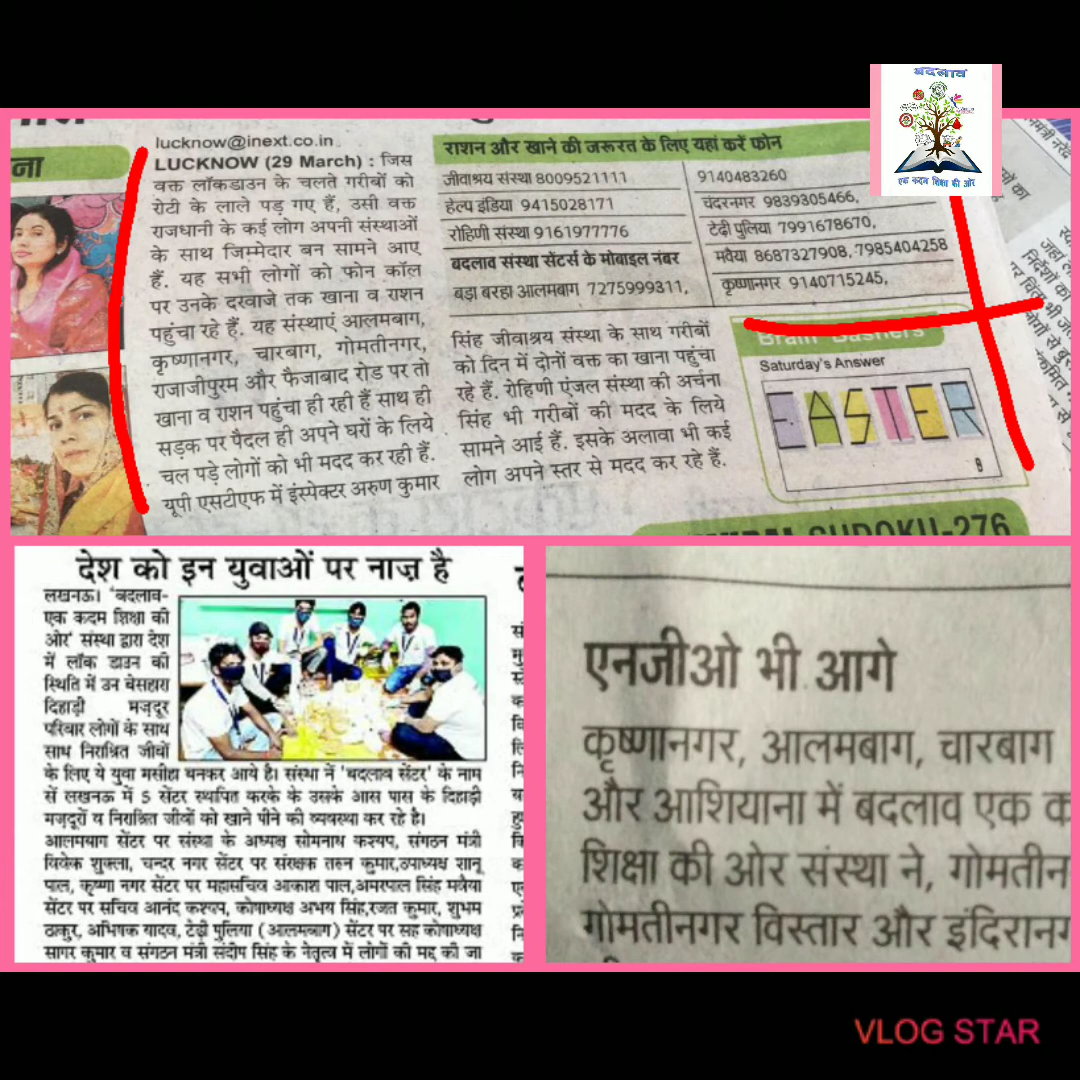 बदलाव
एक कदम शिक्षा की ओर
ना
lucknow@inext.co.in
LUCKNOW (29 March) : जिस
वक्त लॉकडाउन के चलते गरीबों को
रोटी के लाले पड़ गए हैं, उसी वक्त
राजधानी के कई लोग अपनी संस्थाओं
के साथ जिम्मेदार बन सामने आए
हैं. यह सभी लोगों को फोन कॉल
पर उनके दरवाजे तक खाना व राशन
पहुंचा रहे हैं. यह संस्थाएं आलमबाग,
कृष्णानगर, चारबाग, गोमतीनगर,
राजाजीपुरम और फैजाबाद रोड पर तो
खाना व राशन पहुंचा ही रही हैं साथ ही
सड़क पर पैदल ही अपने घरों के लिये
चल पड़े लोगों को भी मदद कर रही हैं.
यूपी एसटीएफ में इंस्पेक्टर अरुण कुमार
राशन और खाने की जरूरत के लिए यहां करें फोन
जीवाश्रय संस्था 8009521111
हेल्प इंडिया 9415028171
रोहिणी संस्था 9161977776
बदलाव संस्था सेंटर्स के मोबाइल नंबर
बड़ा बरहा आलमबाग 7275999311,
9140483260
चंदरनगर 9839305466,
टेढ़ी पुलिया 7991678670,
मवैया 8687327908, 7985404258
कृष्णानगर 9140715245,
सिंह जीवाश्रय संस्था के साथ गरीबों
को दिन में दोनों वक्त का खाना पहुंचा
रहे हैं. रोहिणी एंजल संस्था की अर्चना
सिंह भी गरीबों की मदद के लिये
सामने आई हैं. इसके अलावा भी कई
लोग अपने स्तर से मदद कर रहे हैं.
Brain Bashers
Saturday's Answer
EASTER
SUDOKU-276
देश को इन युवाओं पर नाज़ है
लखनऊ। 'बदलाव-
एक कदम शिक्षा की
ओर' संस्था द्वारा देश
में लॉक डाउन की
स्थिति में उन बेसहारा
दिहाड़ी मज़दूर
परिवार लोगों के साथ
साथ निराश्रित जीवों
के लिए ये युवा मसीहा बनकर आये है। संस्था नें 'बदलाव सेंटर' के नाम
सें लखनऊ में 5 सेंटर स्थापित करके के उसके आस पास के दिहाड़ी
मज़दूरों व निराश्रित जीवों को खाने पीने की व्यवस्था कर रहे है।
आलमबाग सेंटर पर संस्था के अध्यक्ष सोमनाथ कश्यप, संगठन मंत्री
विवेक शुक्ला, चन्दर नगर सेंटर पर संरक्षक तरुन कुमार,उपाध्यक्ष शानू
पाल, कृष्णा नगर सेंटर पर महासचिव आकाश पाल,अमरपाल सिंह मवैया
सेंटर पर सचिव आनंद कश्यप, कोषाध्यक्ष अभय सिंह,रजत कुमार, शुभम
ठाकुर, अभिषेक यादव, टेढ़ी पुलिया (आलमबाग) सेंटर पर सह कोषाध्यक्ष
सागर कुमार व संगठन मंत्री संदीप सिंह के नेतृत्व में लोगों की मद्द की जा
एनजीओ भी आगे
कृष्णानगर, आलमबाग, चारबाग
और आशियाना में बदलाव एक क
शिक्षा की ओर संस्था ने, गोमतीन
गोमतीनगर विस्तार और इंदिरानग
VLOG STAR